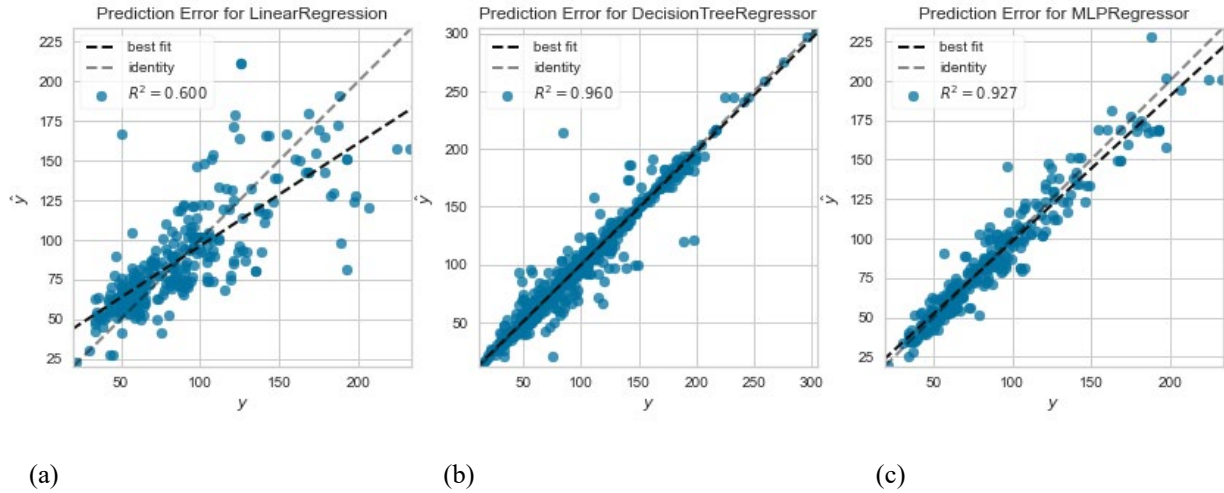 Prediction Error for LinearRegression
225
200
175
150
125
100
75
50
25
ŷ
50
100
150
200
y
best fit
identity
R² = 0.600
Prediction Error for DecisionTreeRegressor
300
250
200
150
100
50
ŷ
50
100
150
200
250
300
y
best fit
identity
R² = 0.960
Prediction Error for MLPRegressor
225
200
175
150
125
100
75
50
25
ŷ
50
100
150
200
y
best fit
identity
R² = 0.927
(a)
(b)
(c)